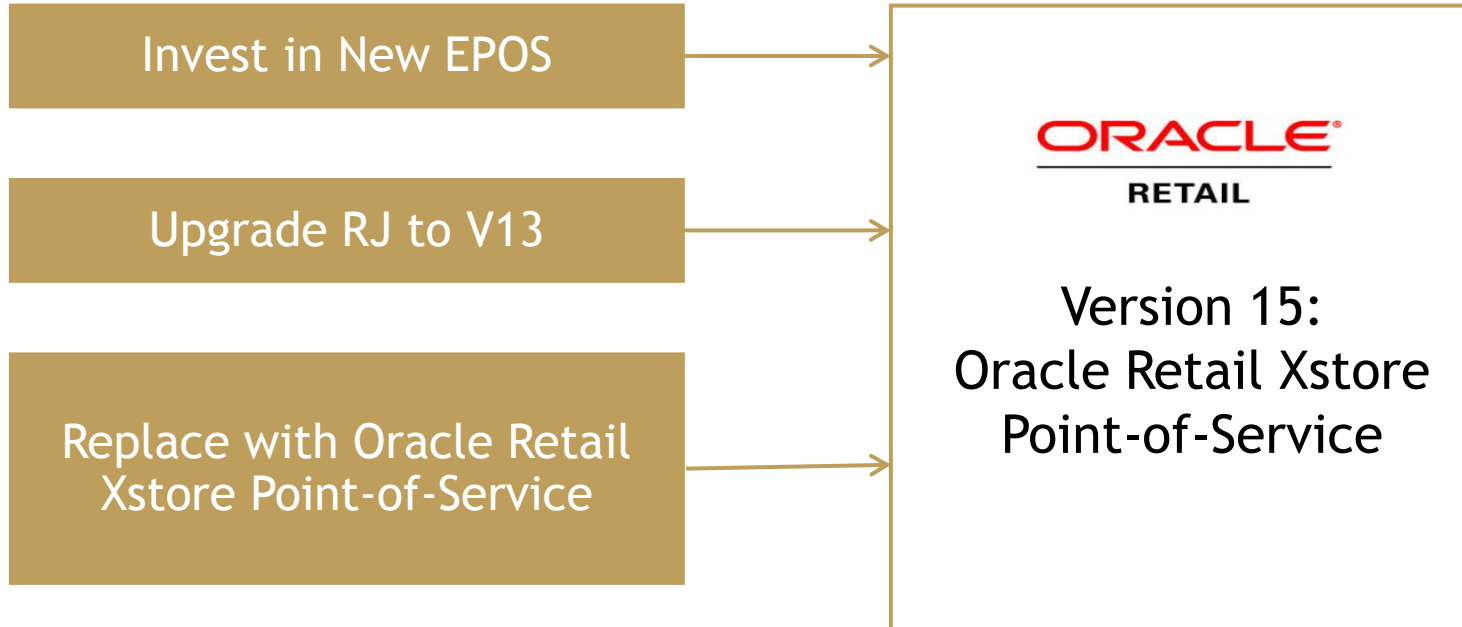 Invest in New EPOS
Upgrade RJ to V13
Replace with Oracle Retail
Xstore Point-of-Service
ORACLE®
RETAIL
Version 15:
Oracle Retail Xstore
Point-of-Service